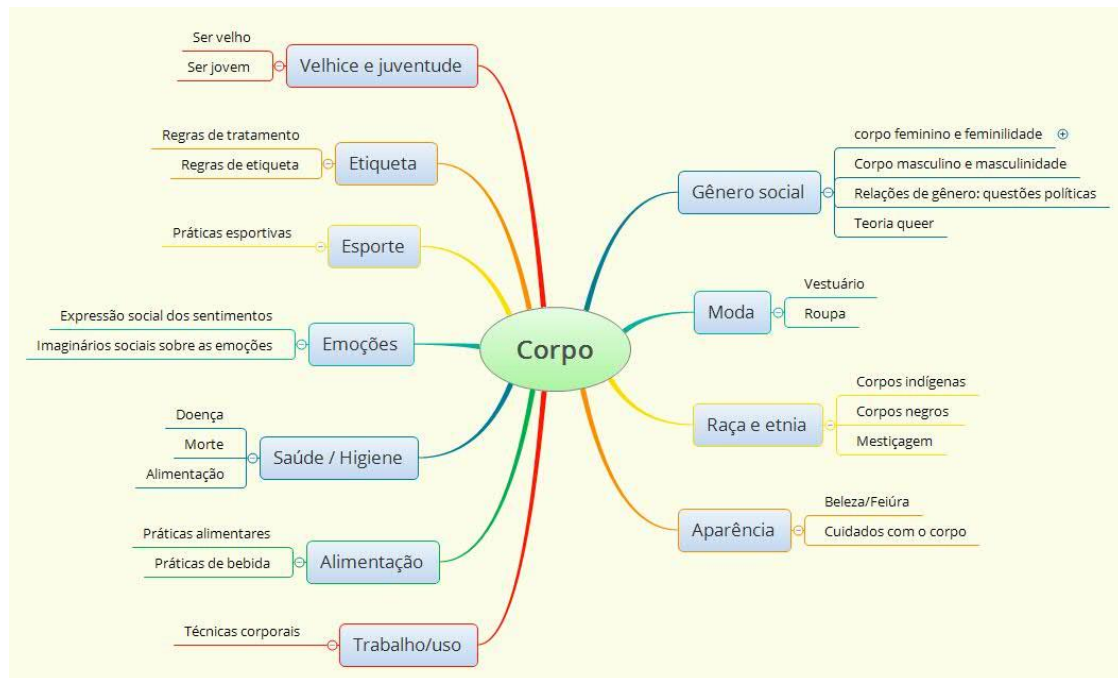 Ser velho
Ser jovem
Velhice e juventude
Regras de tratamento
Regras de etiqueta
Etiqueta
Práticas esportivas
Esporte
Expressão social dos sentimentos
Imaginários sociais sobre as emoções
Emoções
Doença
Morte
Alimentação
Saúde / Higiene
Práticas alimentares
Práticas de bebida
Alimentação
Técnicas corporais
Trabalho/uso
Corpo
Gênero social
corpo feminino e feminilidade
Corpo masculino e masculinidade
Relações de gênero: questões políticas
Teoria queer
Moda
Vestuário
Roupa
Raça e etnia
Corpos indígenas
Corpos negros
Mestiçagem
Aparência
Beleza/Feiúra
Cuidados com o corpo